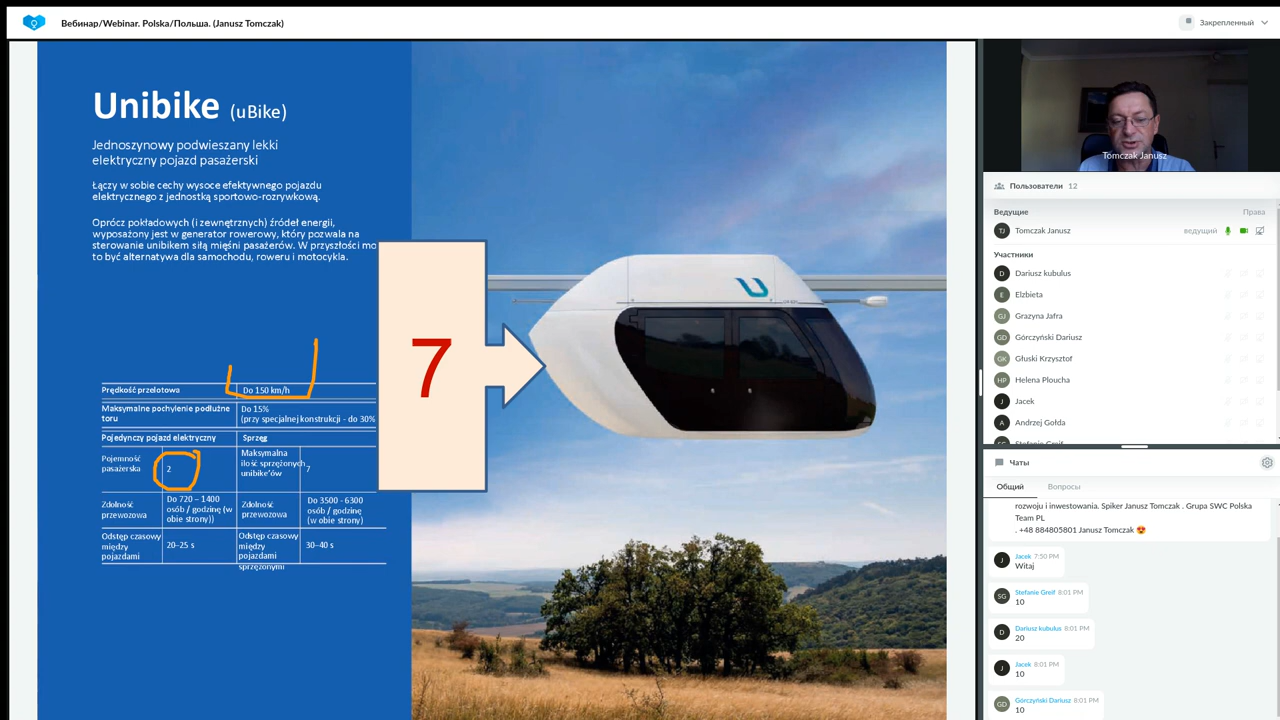 Вебинар/Webinar. Polska/Польша. (Janusz Tomczak)
Закрепленный
Unibike (uBike)
Jednoszynowy podwieszany lekki
elektryczny pojazd pasażerski
Łączy w sobie cechy wysoce efektywnego pojazdu
elektrycznego z jednostką sportowo-rozrywkową.
Oprócz pokładowych (i zewnętrznych) źródeł energii,
wyposażony jest w generator rowerowy, który pozwala na
sterowanie unibikiem siłą mięśni pasażerów. W przyszłości mo
to być alternatywa dla samochodu, roweru i motocykla.
7
Prędkość przelotowa
Do 150 km/h
Maksymalne pochylenie podłużne
toru
Do 15%
(przy specjalnej konstrukcji - do 30%
Pojedynczy pojazd elektryczny
Sprzęg
Pojemność
pasażerska
2
Maksymalna
ilość sprzężonych
unibike'ów
7
Zdolność
przewozowa
Do 720 – 1400
osób / godzinę (w
obie strony))
Zdolność
przewozowa
Do 3500 - 6300
osób / godzinę
(w obie strony)
Odstęp czasowy
między
pojazdami
20–25 s
Odstęp czasowy
między
pojazdami
sprzężonymi
30–40 s
Tomczak Janusz
Пользователи 12
Ведущие
Права
TJ
Tomczak Janusz
ведущий
Участники
D
Dariusz kubulus
E
Elzbieta
GJ
Grazyna Jafra
GD
Górczyński Dariusz
GK
Głuski Krzysztof
HP
Helena Ploucha
J
Jacek
A
Andrzej Gołda
Stefanie Greif
Чаты
Общий
Вопросы
rozwoju i inwestowania. Spiker Janusz Tomczak . Grupa SWC Polska
Team PL
. +48 884805801 Janusz Tomczak 😍
J
Jacek 7:50 PM
Witaj
SG
Stefanie Greif 8:01 PM
10
D
Dariusz kubulus 8:01 PM
20
J
Jacek 8:01 PM
10
GD
Górczyński Dariusz 8:01 PM
10